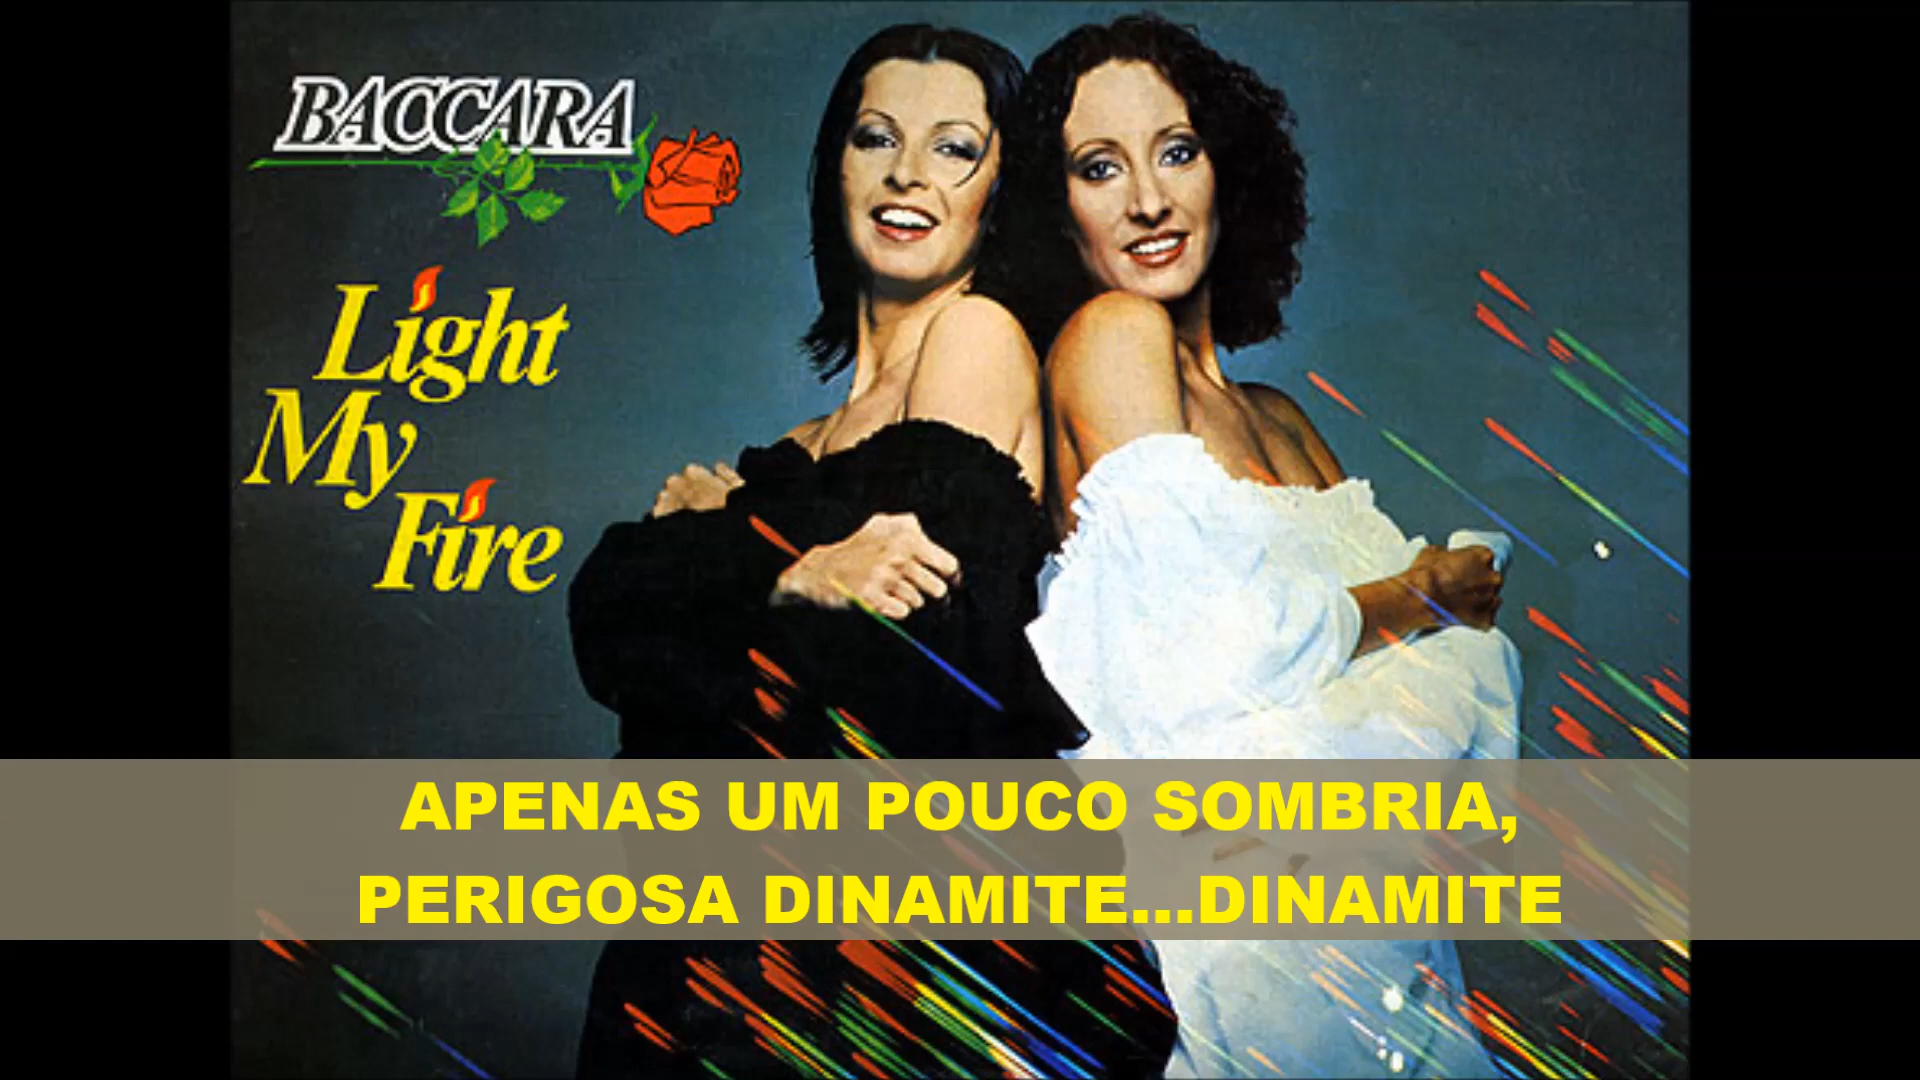 BACCARA
Light
My
Fire
APENAS UM POUCO SOMBRIA,
PERIGOSA DINAMITE...DINAMITE